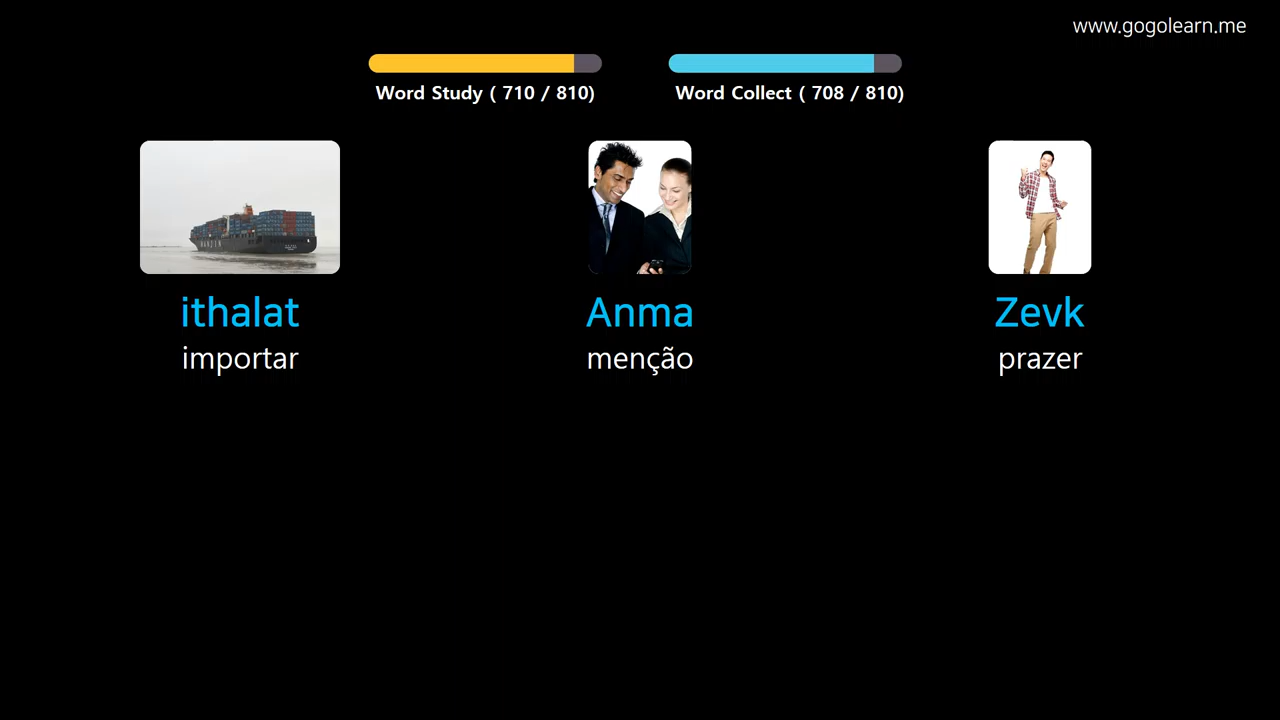 www.gogolearn.me
Word Study ( 710 / 810)
Word Collect ( 708 / 810)
ithalat
importar
Anma
menção
Zevk
prazer